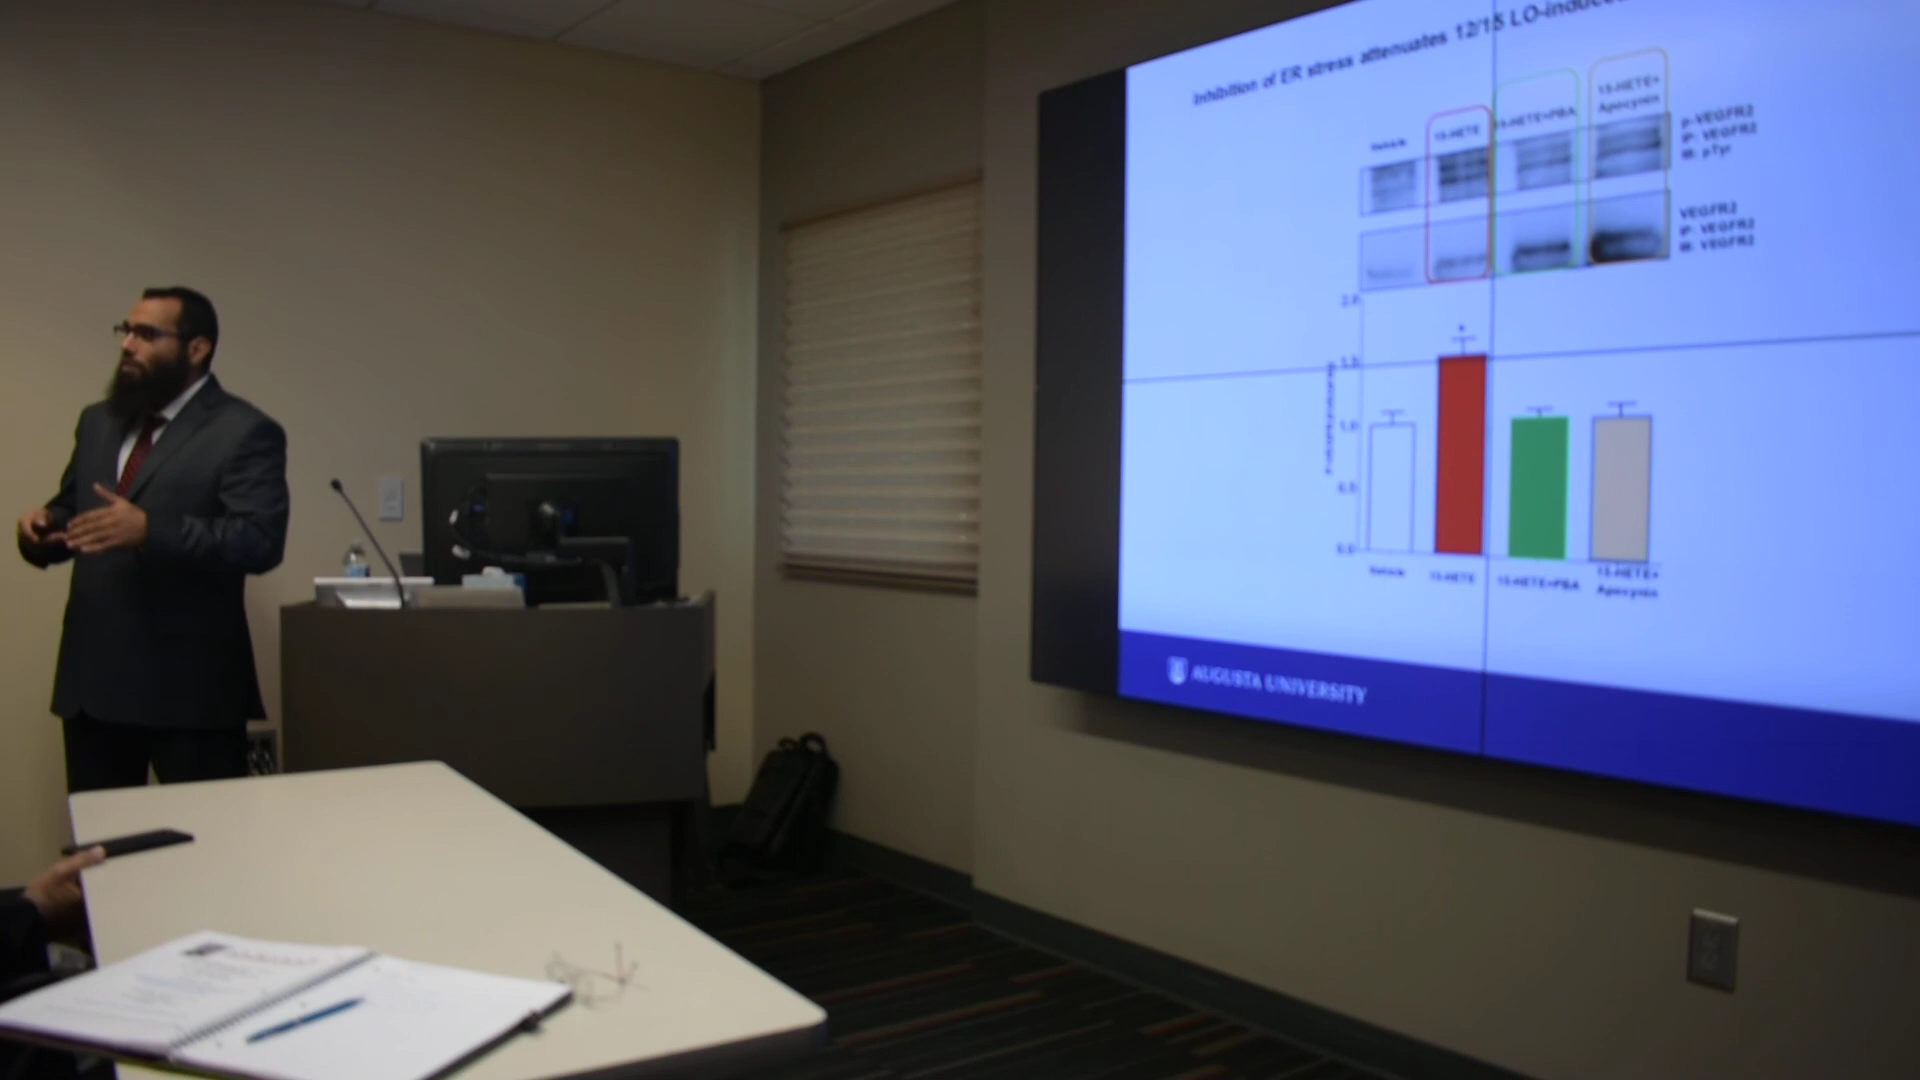 Inhibition of ER stress attenuates 12/15 LO-induced
Vehicle
15-HETE
15-HETE+PBA
15-HETE+
Apocynin
p-VEGFR2
IP: VEGFR2
IB: pTyr
VEGFR2
IP: VEGFR2
IB: VEGFR2
2.0
1.5
1.0
0.5
0.0
Vehicle
15-HETE
15-HETE+PBA
15-HETE+
Apocynin
AUGUSTA UNIVERSITY